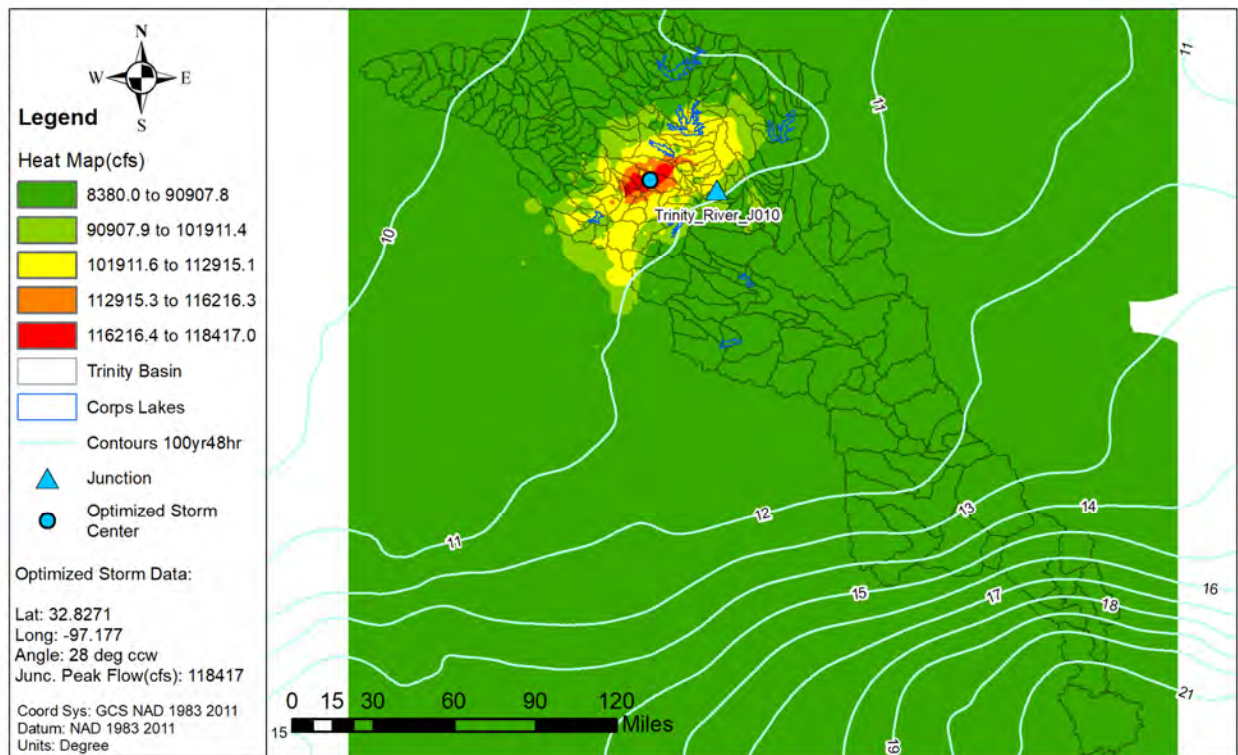 N
W E
S
Legend
Heat Map(cfs)
8380.0 to 90907.8
90907.9 to 101911.4
101911.6 to 112915.1
112915.3 to 116216.3
116216.4 to 118417.0
Trinity Basin
Corps Lakes
Contours 100yr48hr
Junction
Optimized Storm
Center
Optimized Storm Data:
Lat: 32.8271
Long: -97.177
Angle: 28 deg ccw
Junc. Peak Flow(cfs): 118417
Coord Sys: GCS NAD 1983 2011
Datum: NAD 1983 2011
Units: Degree
11
11
10
Trinity_River_J010
11
12
13
14
15
16
17
18
19
21
15
0 15 30 60 90 120
Miles